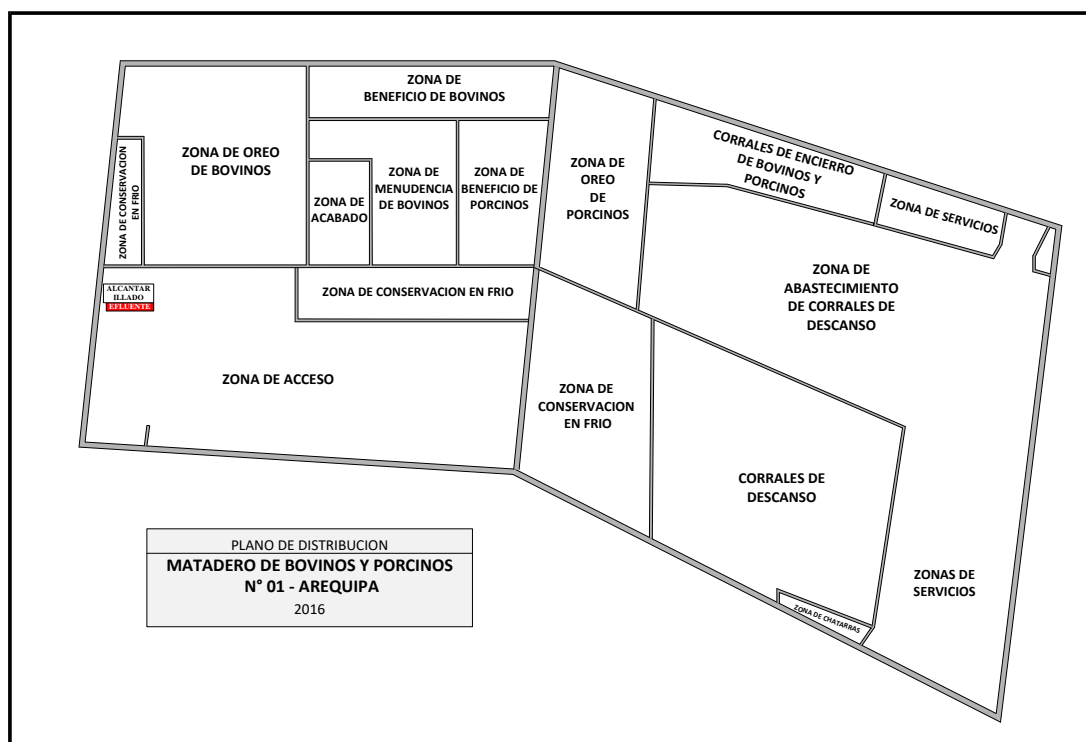 ZONA DE
BENEFICIO DE BOVINOS
ZONA DE OREO
DE BOVINOS
ZONA DE CONSERVACION
EN FRIO
ZONA DE
ACABADO
ZONA DE
MENUDENCIA
DE BOVINOS
ZONA DE
BENEFICIO DE
PORCINOS
ZONA DE
OREO
DE
PORCINOS
CORRALES DE ENCIERRO
DE BOVINOS Y
PORCINOS
ZONA DE SERVICIOS
ZONA DE
ABASTECIMIENTO
DE CORRALES DE
DESCANSO
ALCANTAR
ILLADO
EFLUENTE
ZONA DE CONSERVACION EN FRIO
ZONA DE ACCESO
ZONA DE
CONSERVACION
EN FRIO
CORRALES DE
DESCANSO
ZONAS DE
SERVICIOS
ZONA DE CHATARRAS
PLANO DE DISTRIBUCION
MATADERO DE BOVINOS Y PORCINOS
N° 01 - AREQUIPA
2016